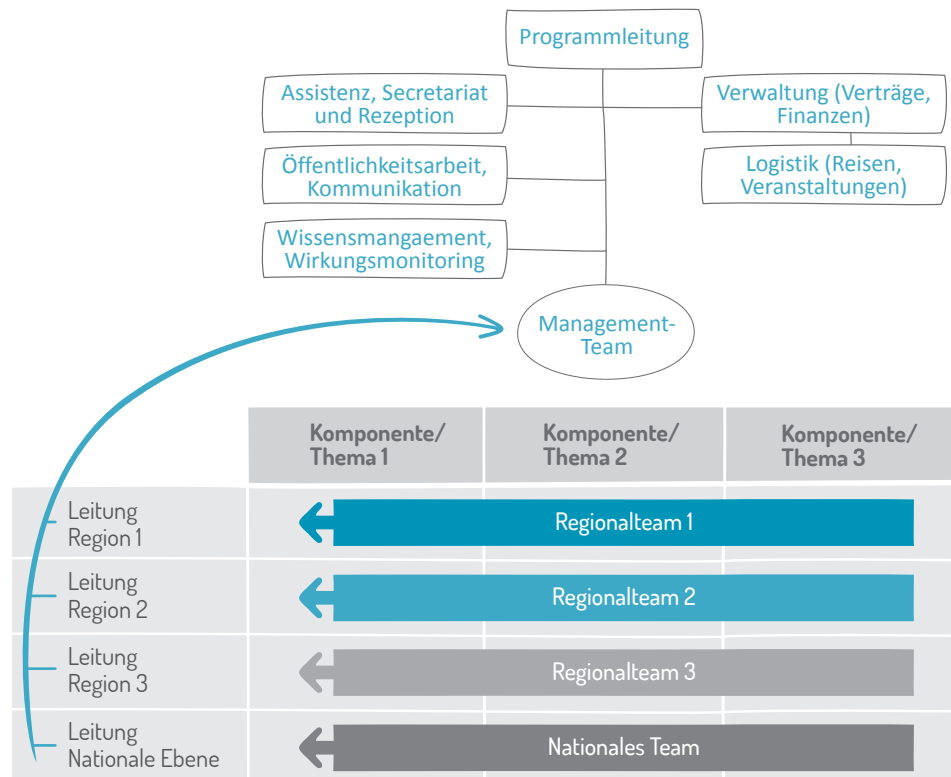 Programmleitung
Assistenz, Secretariat
und Rezeption
Verwaltung (Verträge,
Finanzen)
Öffentlichkeitsarbeit,
Kommunikation
Logistik (Reisen,
Veranstaltungen)
Wissensmangaement,
Wirkungsmonitoring
Management-
Team
Komponente/
Thema 1
Komponente/
Thema 2
Komponente/
Thema 3
Leitung
Region 1
Regionalteam 1
Leitung
Region 2
Regionalteam 2
Leitung
Region 3
Regionalteam 3
Leitung
Nationale Ebene
Nationales Team